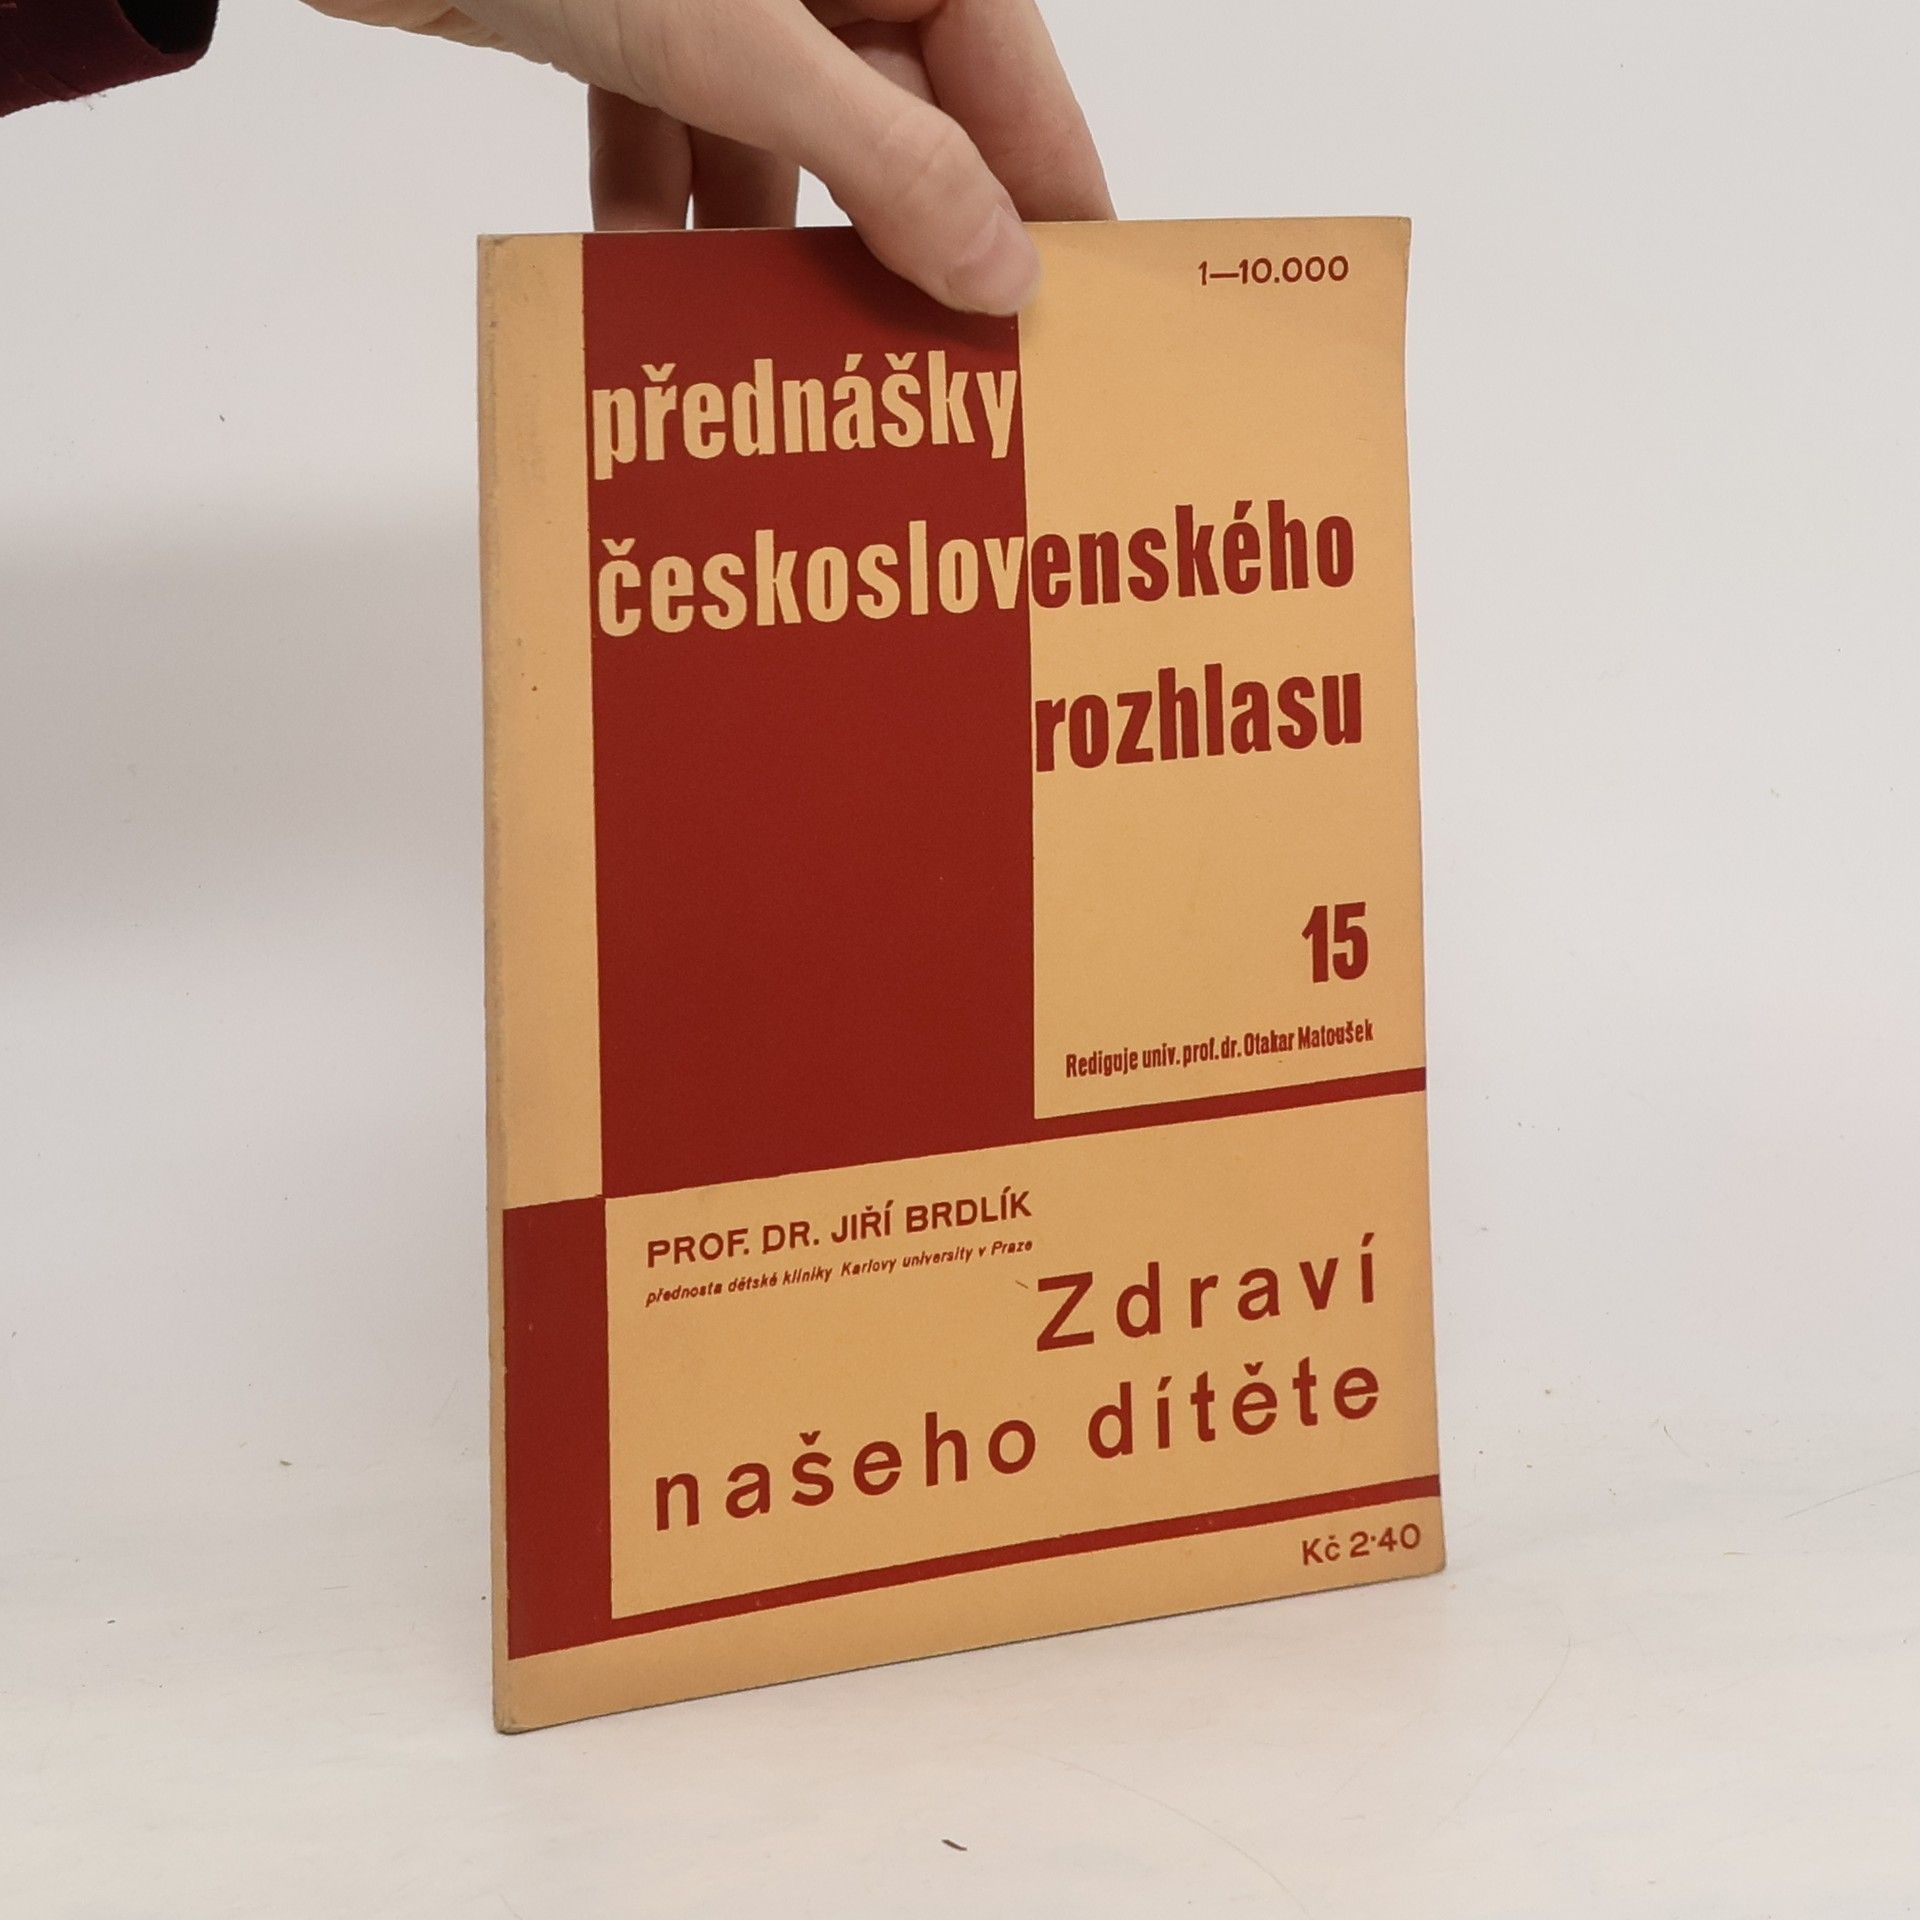 1—10.000
přednášky
československého
rozhlasu
15
Rediguje univ. prof. dr. Otakar Matoušek
PROF. DR. JIŘÍ BRDLÍK
přednosta dětské kliniky Karlovy university v Praze
Zdraví
našeho dítěte
Kč 2·40